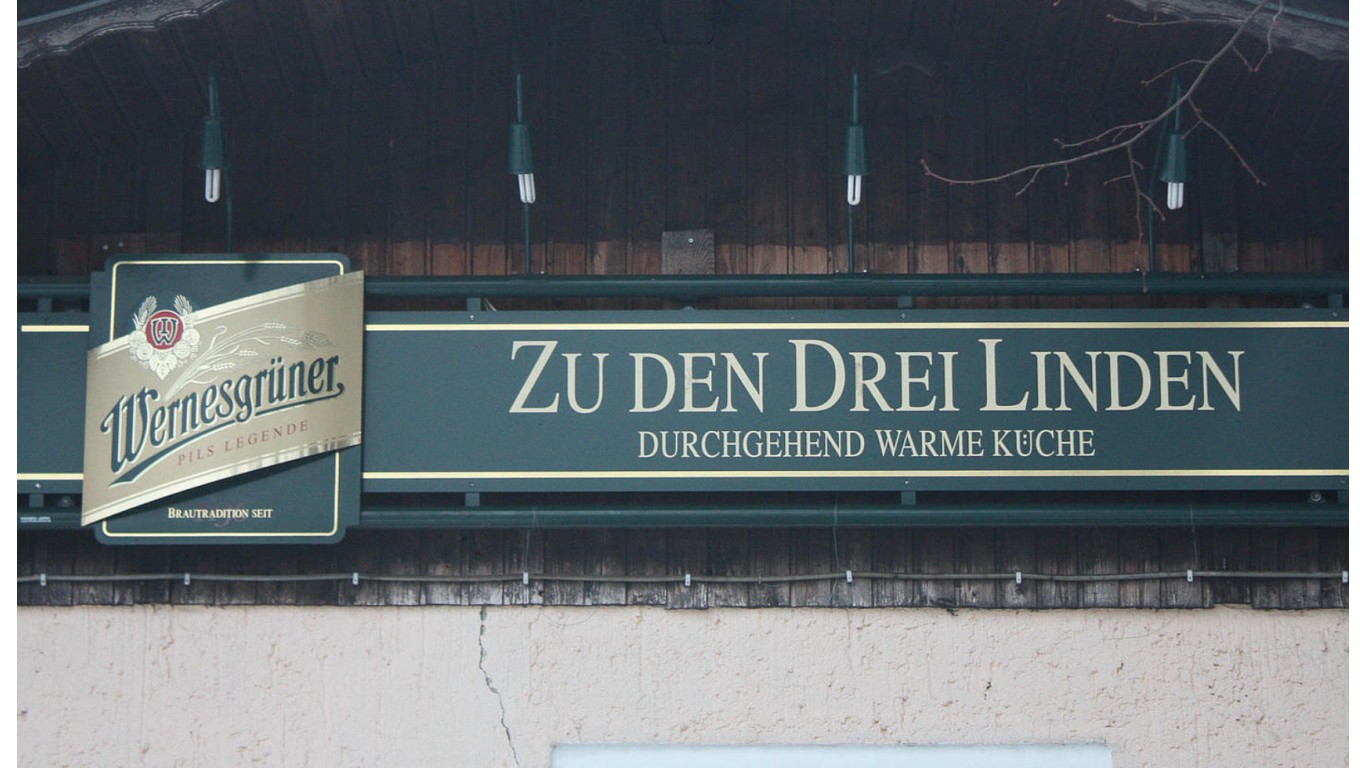 W
Wernesgrüner
PILS LEGENDE
BRAUTRADITION SEIT
ZU DEN DREI LINDEN
DURCHGEHEND WARME KÜCHE